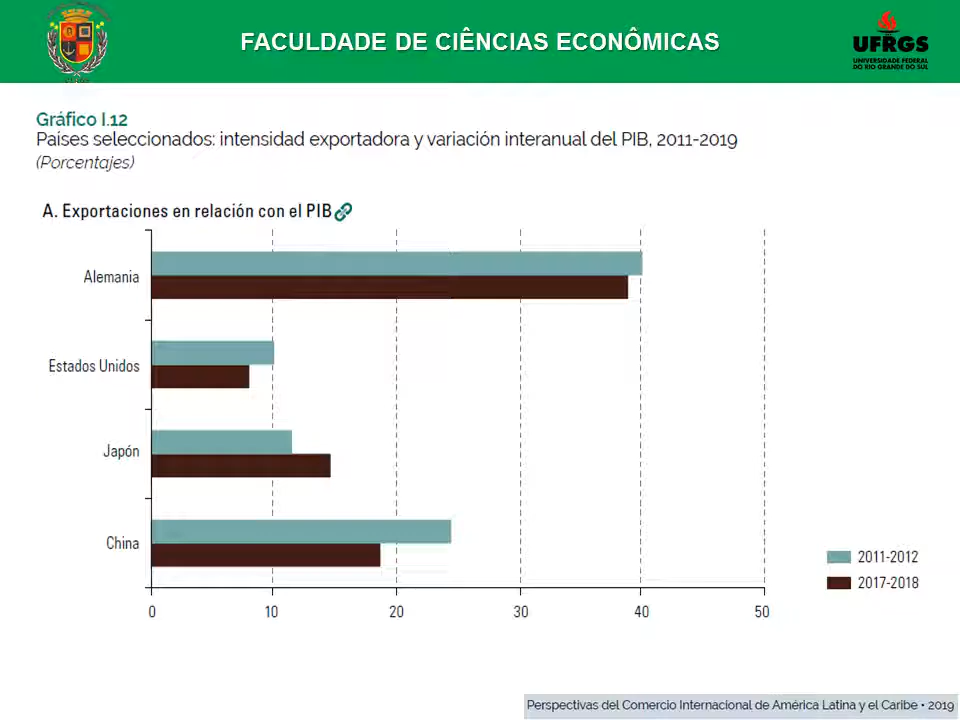 FACULDADE DE CIÊNCIAS ECONÔMICAS
UFRGS
UNIVERSIDADE FEDERAL
DO RIO GRANDE DO SUL
Gráfico I.12
Países seleccionados: intensidad exportadora y variación interanual del PIB, 2011-2019
(Porcentajes)
A. Exportaciones en relación con el PIB
Alemania
Estados Unidos
Japón
China
0 10 20 30 40 50
2011-2012
2017-2018
Perspectivas del Comercio Internacional de América Latina y el Caribe • 2019